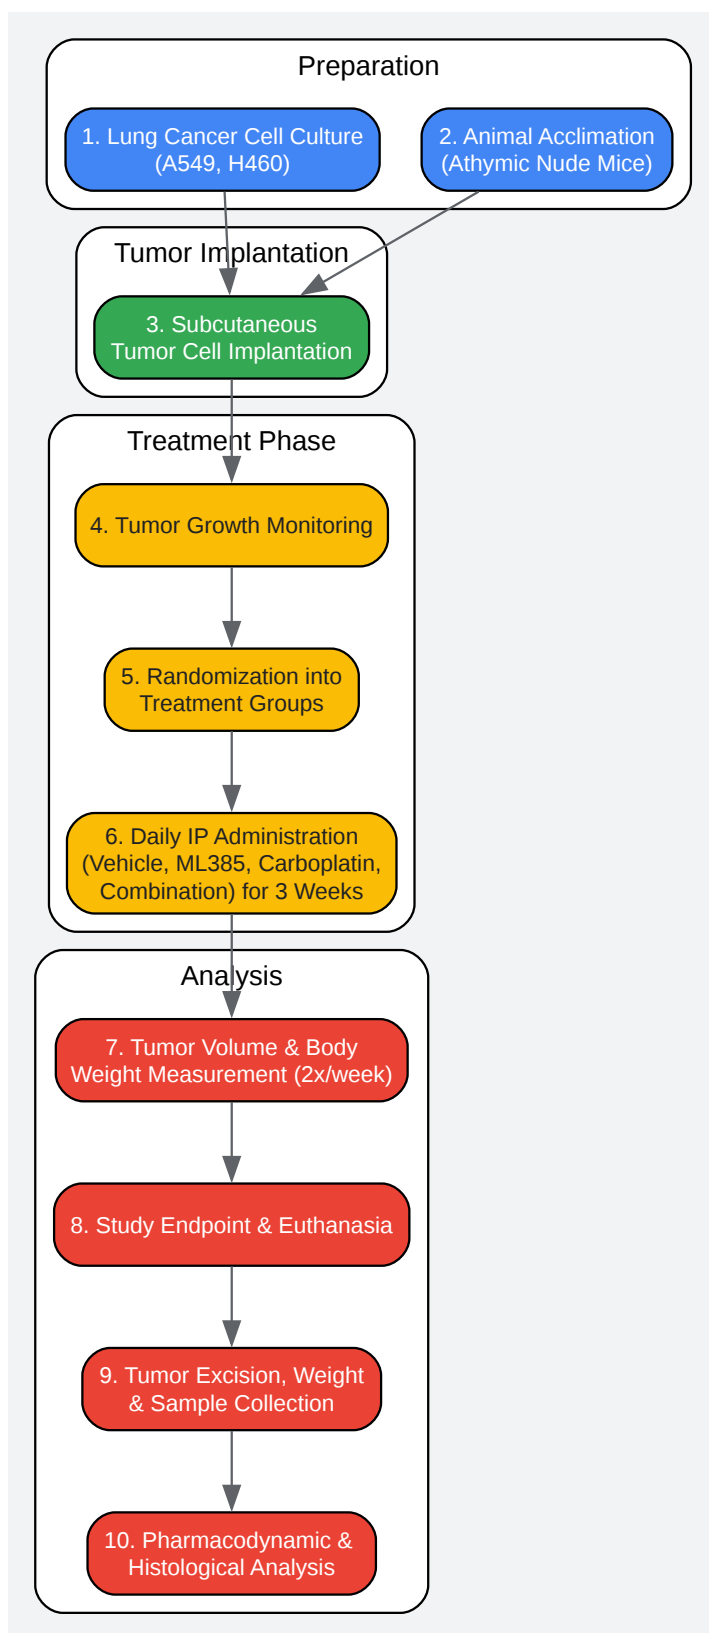 Preparation
1. Lung Cancer Cell Culture
(A549, H460)
2. Animal Acclimation
(Athymic Nude Mice)
Tumor Implantation
3. Subcutaneous
Tumor Cell Implantation
Treatment Phase
4. Tumor Growth Monitoring
5. Randomization into
Treatment Groups
6. Daily IP Administration
(Vehicle, ML385, Carboplatin,
Combination) for 3 Weeks
Analysis
7. Tumor Volume & Body
Weight Measurement (2x/week)
8. Study Endpoint & Euthanasia
9. Tumor Excision, Weight
& Sample Collection
10. Pharmacodynamic &
Histological Analysis